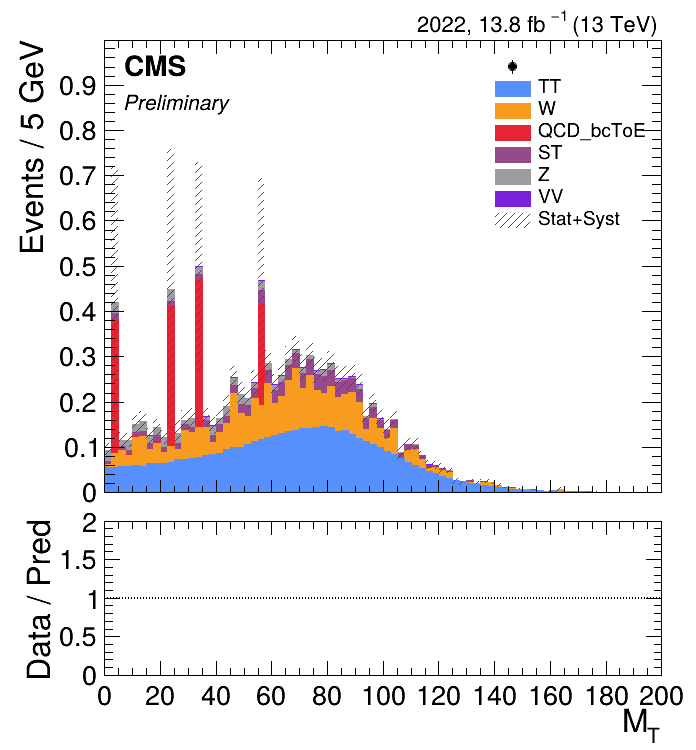 2022, 13.8 fb⁻¹ (13 TeV)
CMS
Preliminary
TT
W
QCD_bcToE
ST
Z
VV
Stat+Syst
Events / 5 GeV
0.9
0.8
0.7
0.6
0.5
0.4
0.3
0.2
0.1
0
Data / Pred
2
1.5
1
0.5
0
0 20 40 60 80 100 120 140 160 180 200
M_T